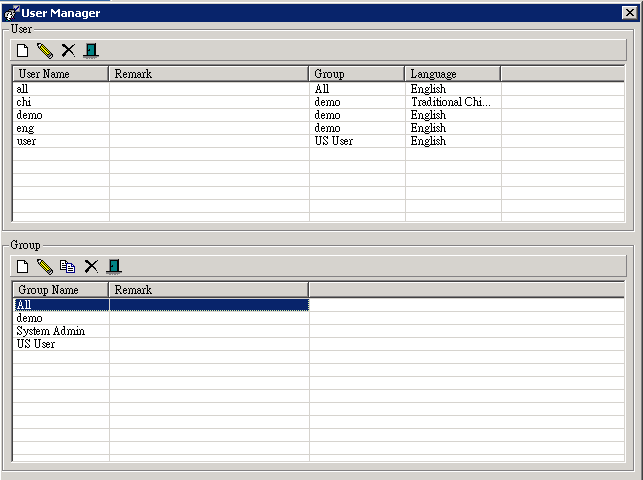 User Manager
User
User Name Remark Group Language
all All English
chi demo Traditional Chi...
demo demo English
eng demo English
user US User English
Group
Group Name Remark
All
demo
System Admin
US User